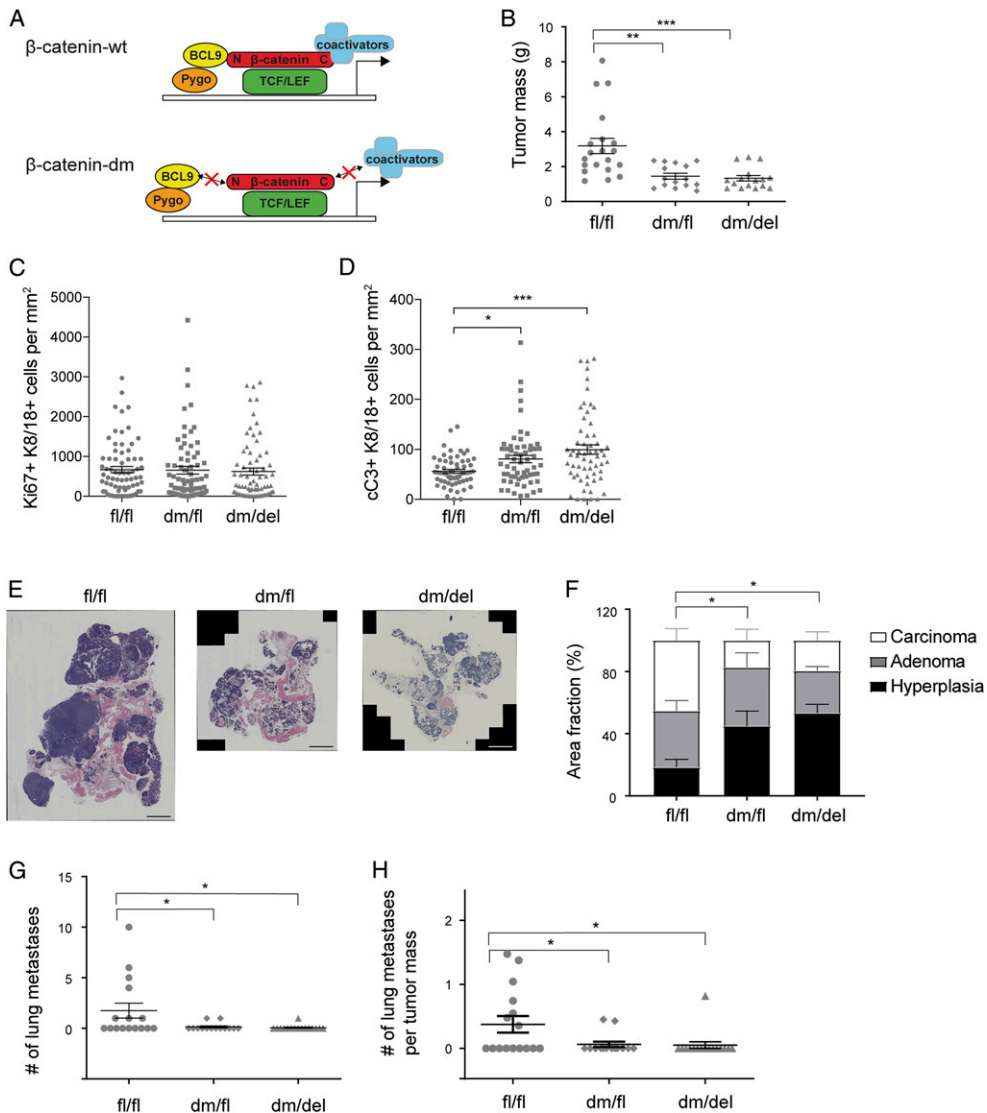 A
β-catenin-wt
BCL9
Pygo
N β-catenin C
TCF/LEF
coactivators
β-catenin-dm
BCL9
Pygo
N β-catenin C
TCF/LEF
coactivators
B
Tumor mass (g)
10
8
6
4
2
0
**
***
fl/fl dm/fl dm/del
C
Ki67+ K8/18+ cells per mm2
5000
4000
3000
2000
1000
0
fl/fl dm/fl dm/del
D
cC3+ K8/18+ cells per mm2
400
300
200
100
0
***
*
fl/fl dm/fl dm/del
E
fl/fl dm/fl dm/del
F
Area fraction (%)
120
80
40
0
*
*
Carcinoma
Adenoma
Hyperplasia
fl/fl dm/fl dm/del
G
# of lung metastases
15
10
5
0
*
*
fl/fl dm/fl dm/del
H
# of lung metastases
per tumor mass
2
1
0
*
*
fl/fl dm/fl dm/del